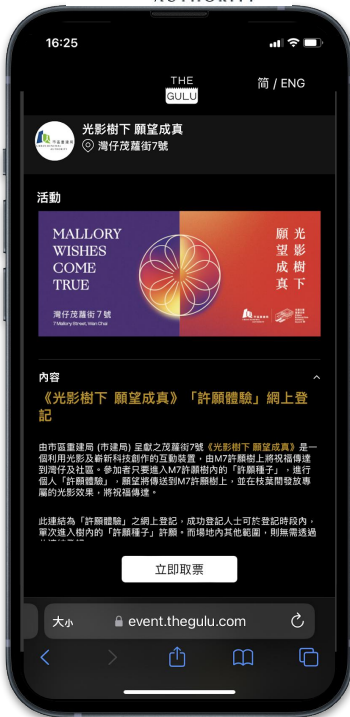 AUTHORITY
16:25
THE
GULU
简 / ENG
光影樹下 願望成真
灣仔茂蘿街7號
活動
MALLORY
WISHES
COME
TRUE
光影樹下
願望成真
灣仔茂蘿街7號
7 Mallory Street, Wan Chai
內容
《光影樹下 願望成真》「許願體驗」網上登
記
由市區重建局 (市建局) 呈獻之茂蘿街7號《光影樹下 願望成真》是一
個利用光影及嶄新科技創作的互動裝置，由M7許願樹上將祝福傳達
到灣仔及社區。參加者只要進入M7許願樹內的「許願種子」，進行
個人「許願體驗」，願望將傳送到M7許願樹上，並在枝葉間發放專
屬的光影效果，將祝福傳達。
此連結為「許願體驗」之網上登記，成功登記人士可於登記時段內，
單次進入樹內的「許願種子」許願。而場地內其他範圍，則無需透過
立即取票
大小
event.thegulu.com